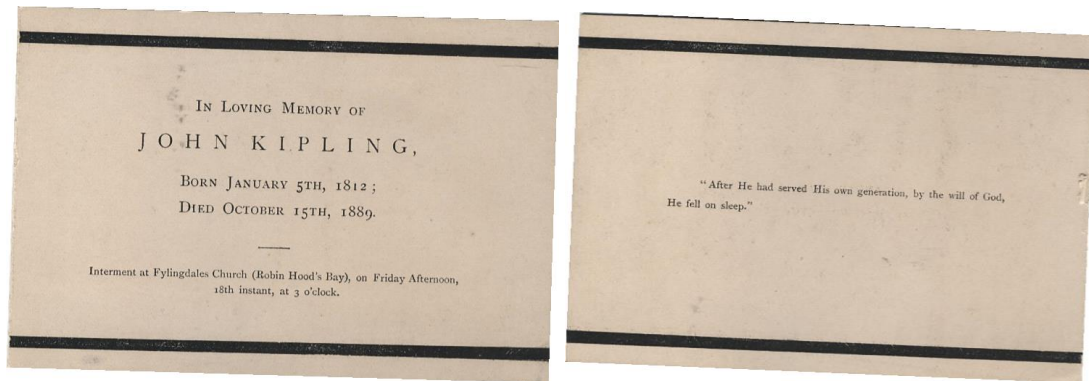 In Loving Memory of
JOHN KIPLING,
Born January 5th, 1812;
Died October 15th, 1889.
Interment at Fylingdales Church (Robin Hood's Bay), on Friday Afternoon,
18th instant, at 3 o'clock.
"After He had served His own generation, by the will of God,
He fell on sleep."